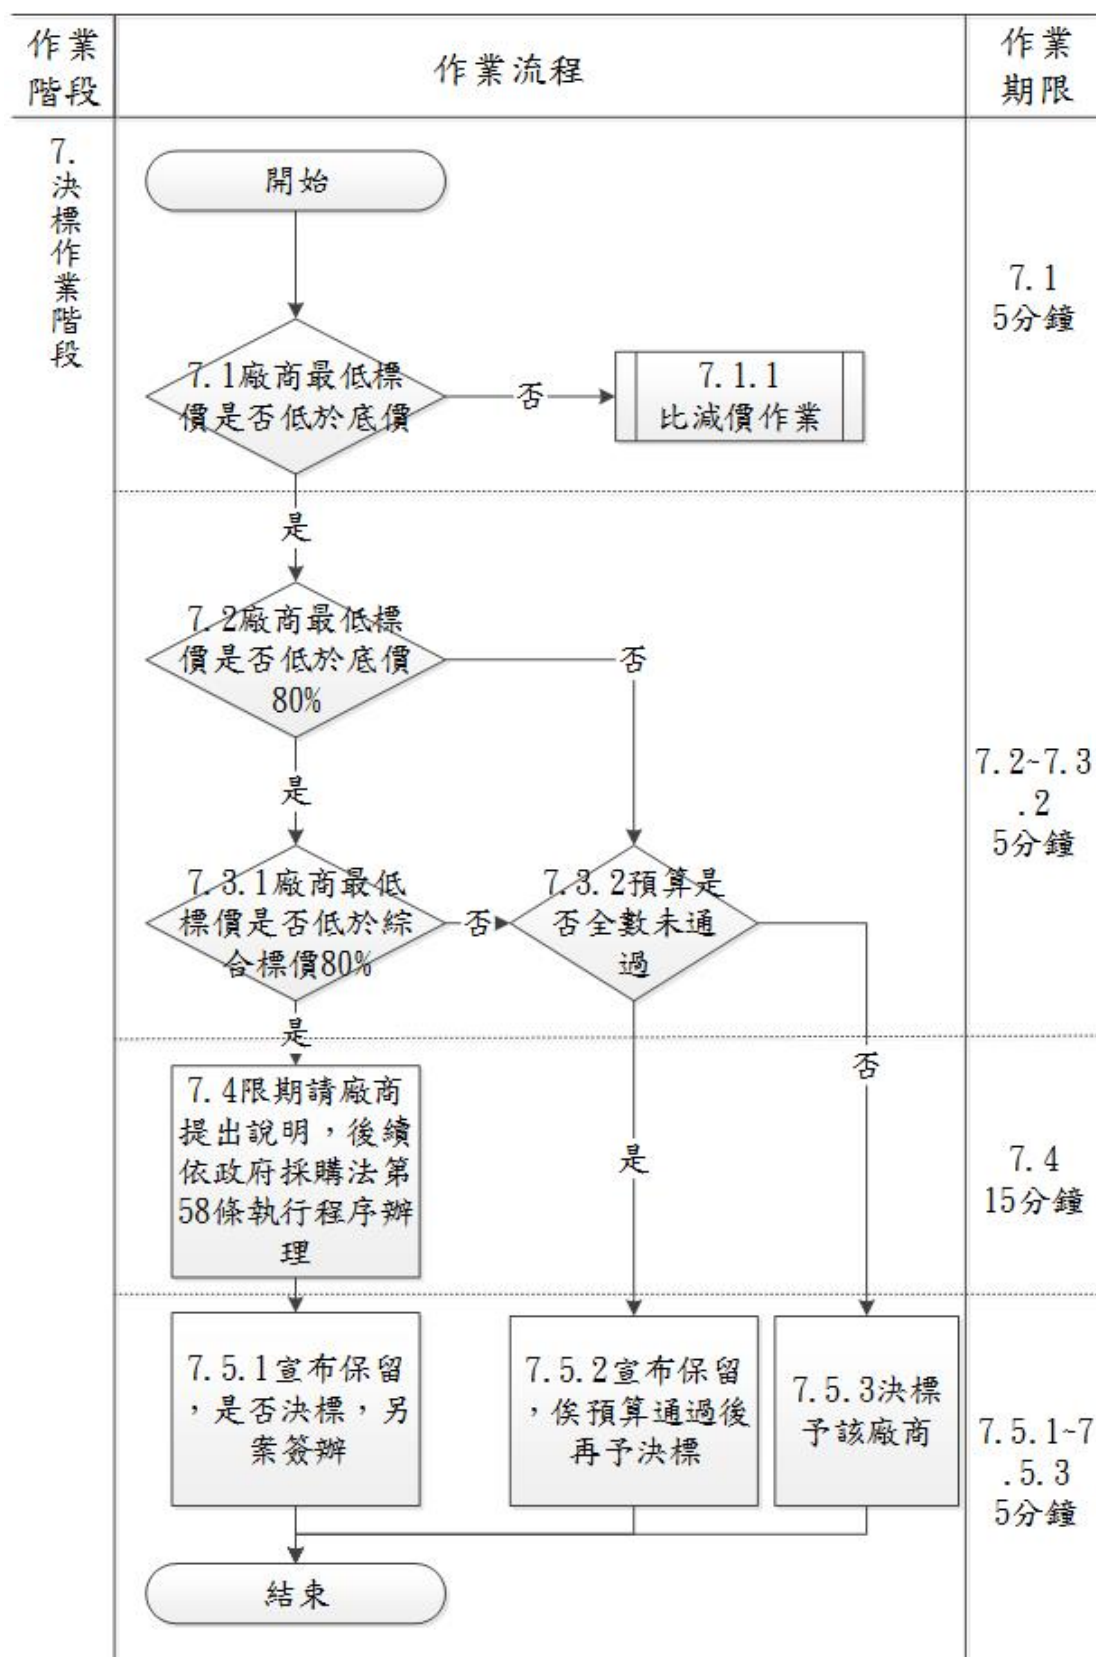 作業
階段
作業流程
作業
期限
7.
決
標
作
業
階
段
開始
7.1廠商最低標
價是否低於底價
否
7.1.1
比減價作業
7.1
5分鐘
是
7.2廠商最低標
價是否低於底價
80%
否
是
7.3.1廠商最低
標價是否低於綜
合標價80%
否
7.3.2預算是
否全數未通
過
7.2~7.3
.2
5分鐘
是
否
7.4限期請廠商
提出說明，後續
依政府採購法第
58條執行程序辦
理
是
7.4
15分鐘
7.5.1宣布保留
，是否決標，另
案簽辦
7.5.2宣布保留
，俟預算通過後
再予決標
7.5.3決標
予該廠商
7.5.1~7
.5.3
5分鐘
結束